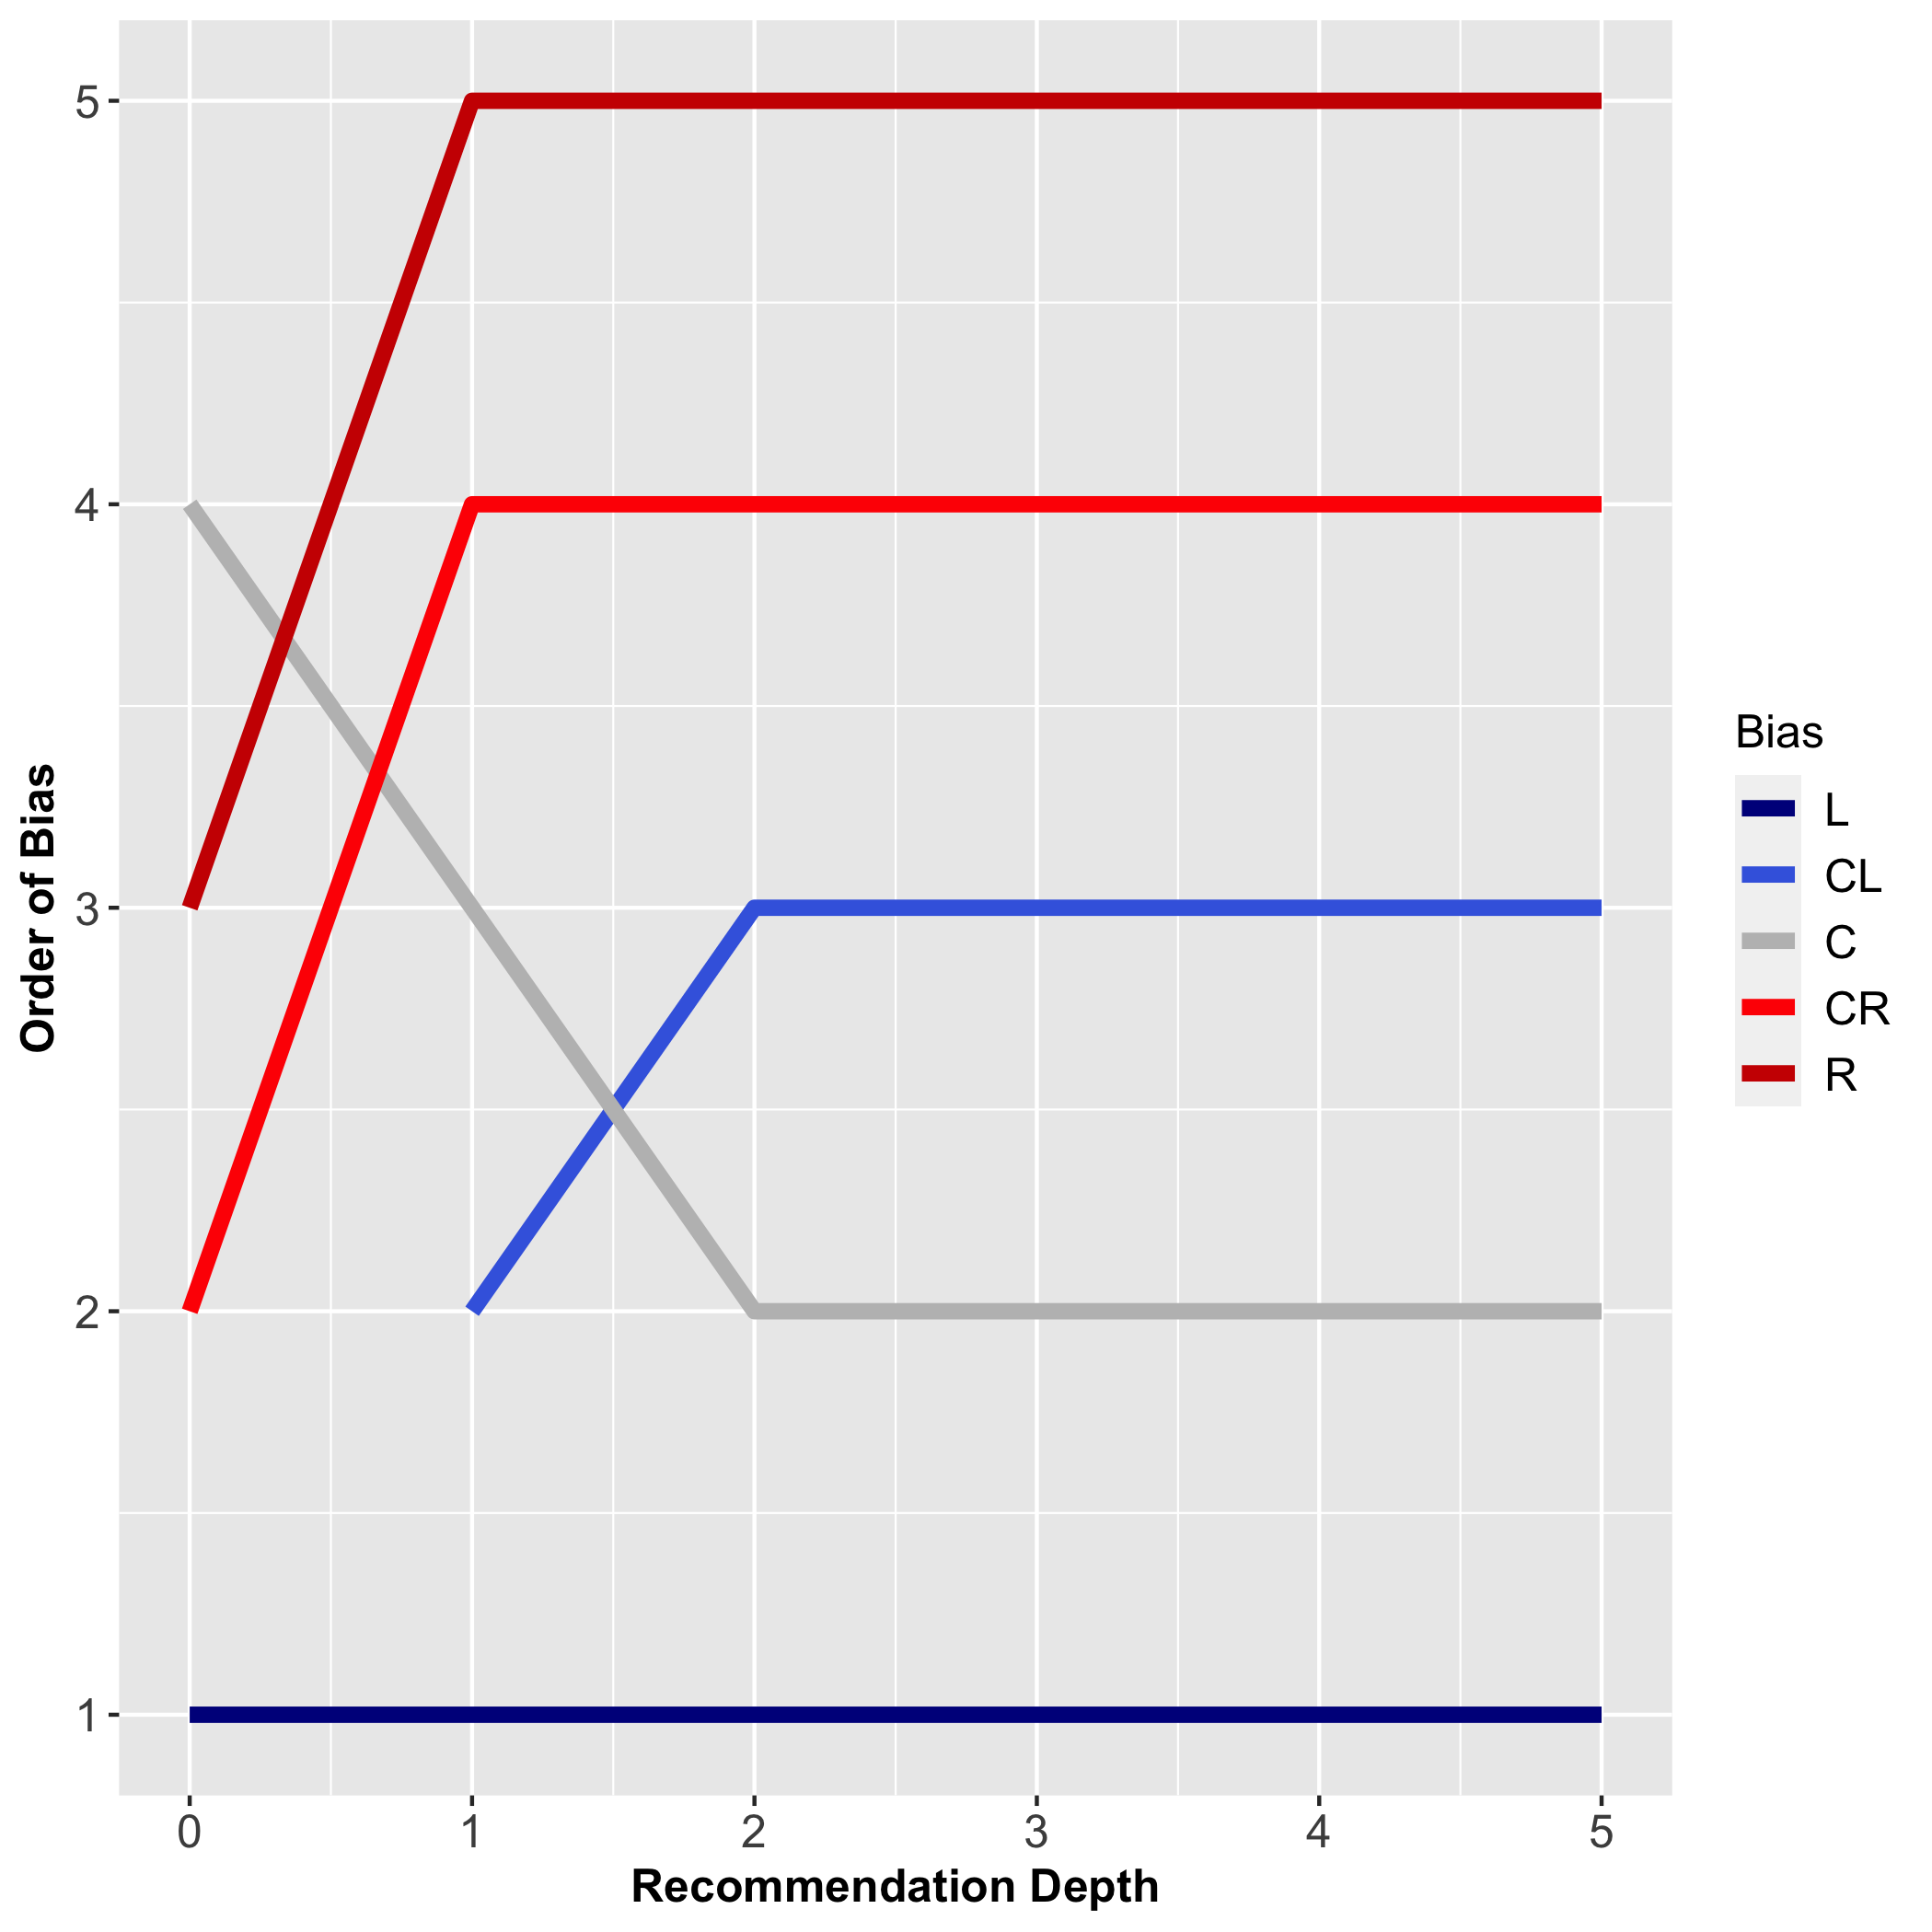 5
4
3
2
1
Order of Bias
0 1 2 3 4 5
Recommendation Depth
Bias
L
CL
C
CR
R